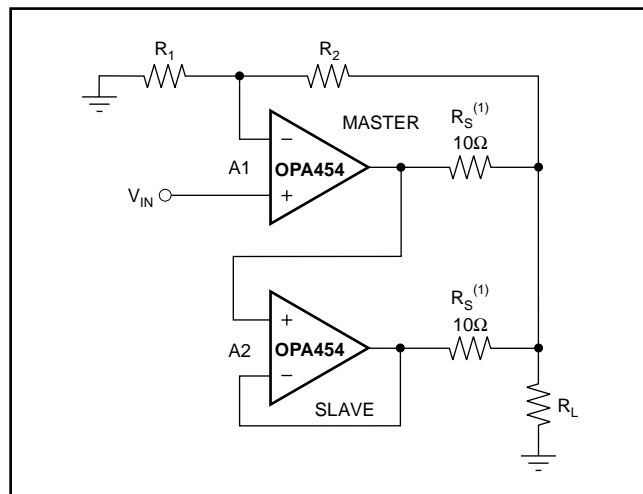 R1
R2
RS(1)
10Ω
MASTER
−
A1
OPA454
+
VIN
RS(1)
10Ω
+
A2
OPA454
−
SLAVE
RL